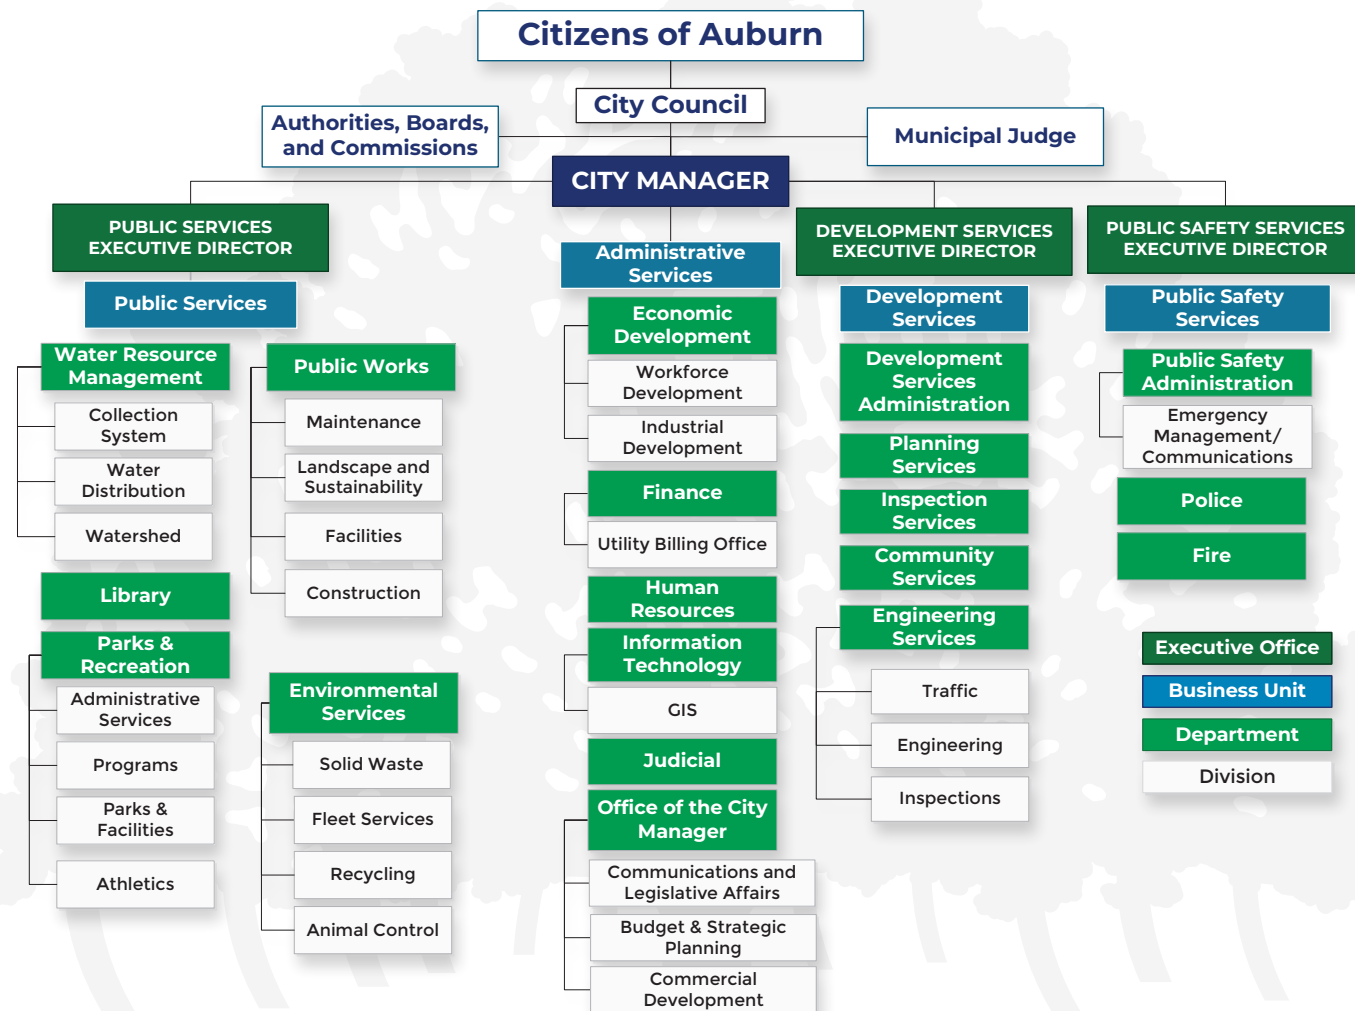 Citizens of Auburn
City Council
Authorities, Boards,
and Commissions
Municipal Judge
CITY MANAGER
PUBLIC SERVICES
EXECUTIVE DIRECTOR
Public Services
Water Resource
Management
Collection
System
Water
Distribution
Watershed
Library
Parks &
Recreation
Administrative
Services
Programs
Parks &
Facilities
Athletics
Public Works
Maintenance
Landscape and
Sustainability
Facilities
Construction
Environmental
Services
Solid Waste
Fleet Services
Recycling
Animal Control
Administrative
Services
Economic
Development
Workforce
Development
Industrial
Development
Finance
Utility Billing Office
Human
Resources
Information
Technology
GIS
Judicial
Office of the City
Manager
Communications and
Legislative Affairs
Budget & Strategic
Planning
Commercial
Development
DEVELOPMENT SERVICES
EXECUTIVE DIRECTOR
Development
Services
Development
Services
Administration
Planning
Services
Inspection
Services
Community
Services
Engineering
Services
Traffic
Engineering
Inspections
PUBLIC SAFETY SERVICES
EXECUTIVE DIRECTOR
Public Safety
Services
Public Safety
Administration
Emergency
Management/
Communications
Police
Fire
Executive Office
Business Unit
Department
Division